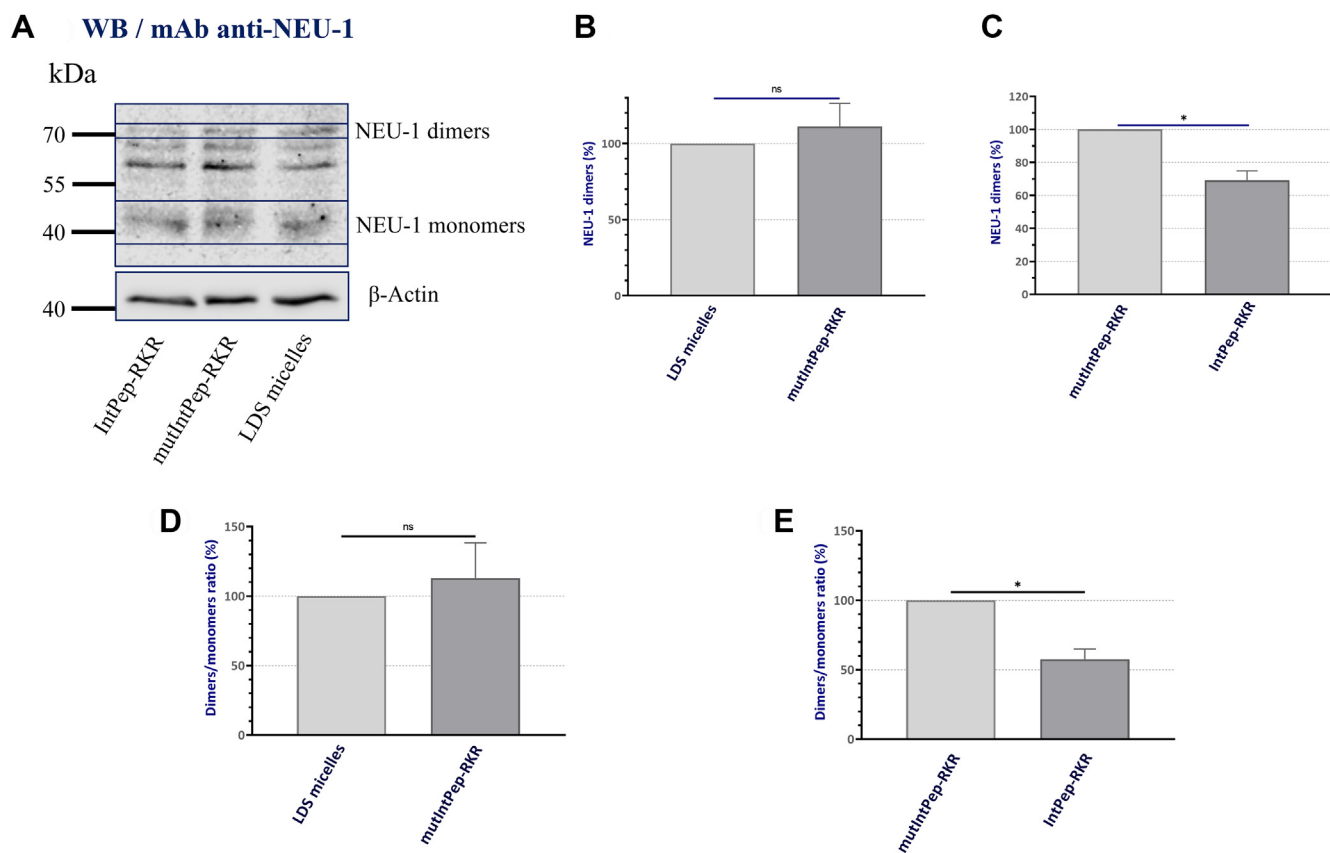 A WB / mAb anti-NEU-1
kDa
70
55
40
40
NEU-1 dimers
NEU-1 monomers
β-Actin
IntPep-RKR
mutIntPep-RKR
LDS micelles
B
NEU-1 dimers (%)
100
50
0
ns
LDS micelles
mutIntPep-RKR
C
NEU-1 dimers (%)
120
100
80
60
40
20
0
*
mutIntPep-RKR
IntPep-RKR
D
Dimers/monomers ratio (%)
150
100
50
0
ns
LDS micelles
mutIntPep-RKR
E
Dimers/monomers ratio (%)
150
100
50
0
*
mutIntPep-RKR
IntPep-RKR